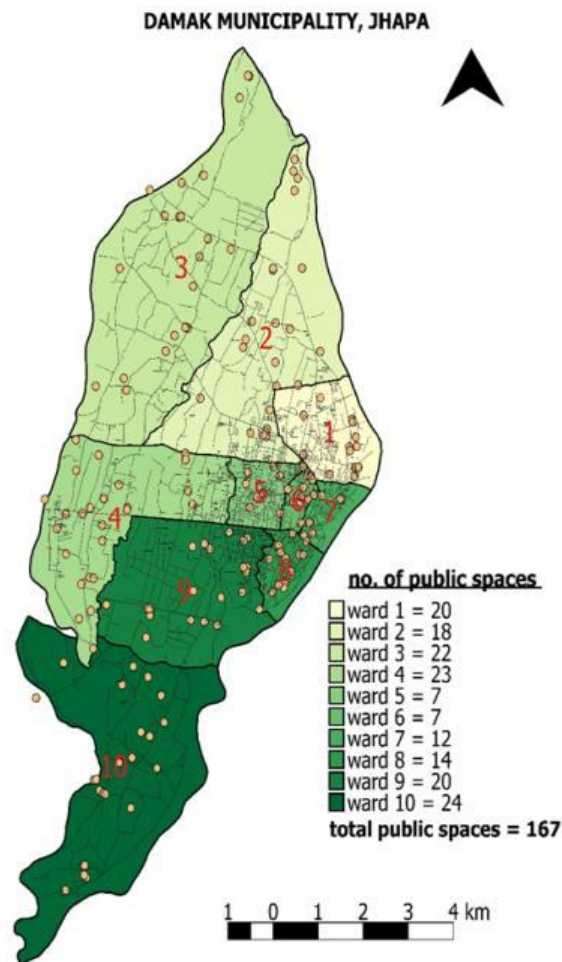 DAMAK MUNICIPALITY, JHAPA
3
2
1
5
6
7
4
8
9
10
no. of public spaces
ward 1 = 20
ward 2 = 18
ward 3 = 22
ward 4 = 23
ward 5 = 7
ward 6 = 7
ward 7 = 12
ward 8 = 14
ward 9 = 20
ward 10 = 24
total public spaces = 167
1 0 1 2 3 4 km